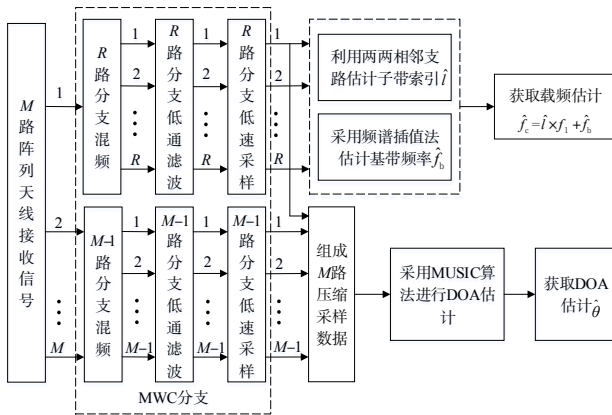 M路阵列天线接收信号
1
2
M
R路分支混频
1
2
R
R路分支低通滤波
1
2
R
R路分支低速采样
1
2
R
利用两两相邻支
路估计子带索引l̂
采用频谱插值法
估计基带频率f̂b
获取载频估计
f̂c=l̂×f1+f̂b
M-1路分支混频
1
2
M-1
M-1路分支低通滤波
1
2
M-1
M-1路分支低速采样
1
2
M-1
组成
M路
压缩
采样
数据
采用MUSIC算
法进行DOA估
计
获取DOA
估计θ̂
MWC分支